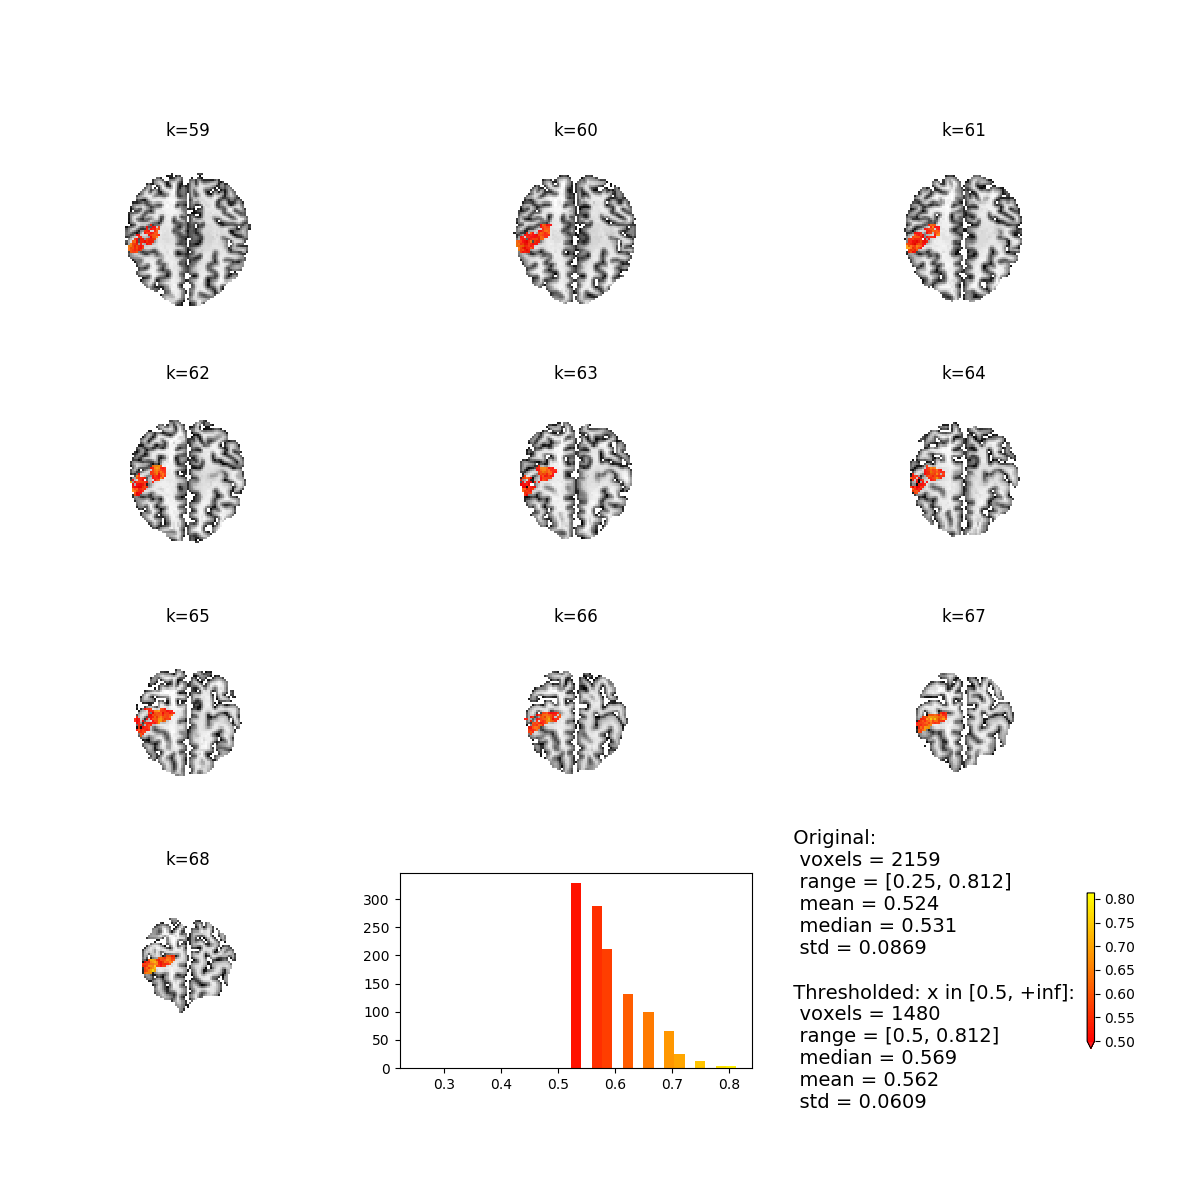 k=59
k=60
k=61
k=62
k=63
k=64
k=65
k=66
k=67
k=68
300
250
200
150
100
50
0
0.3 0.4 0.5 0.6 0.7 0.8
Original:
voxels = 2159
range = [0.25, 0.812]
mean = 0.524
median = 0.531
std = 0.0869
Thresholded: x in [0.5, +inf]:
voxels = 1480
range = [0.5, 0.812]
median = 0.569
mean = 0.562
std = 0.0609
0.80
0.75
0.70
0.65
0.60
0.55
0.50